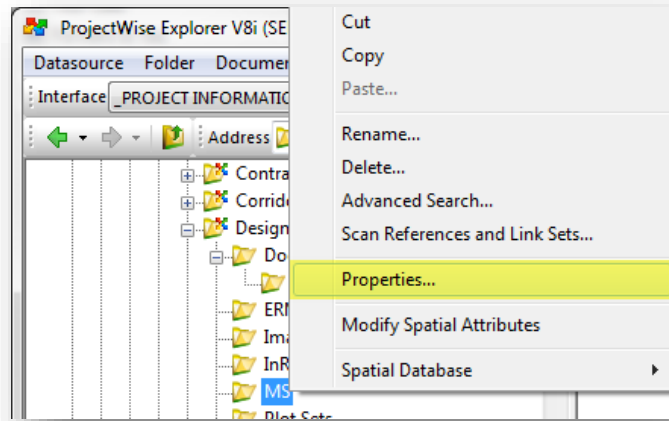 ProjectWise Explorer V8i (SE
Datasource Folder Documen
Interface _PROJECT INFORMATIO
Address
Contra
Corrido
Design
Do
ERM
Ima
InR
MS
Plot Sets
Cut
Copy
Paste...
Rename...
Delete...
Advanced Search...
Scan References and Link Sets...
Properties...
Modify Spatial Attributes
Spatial Database